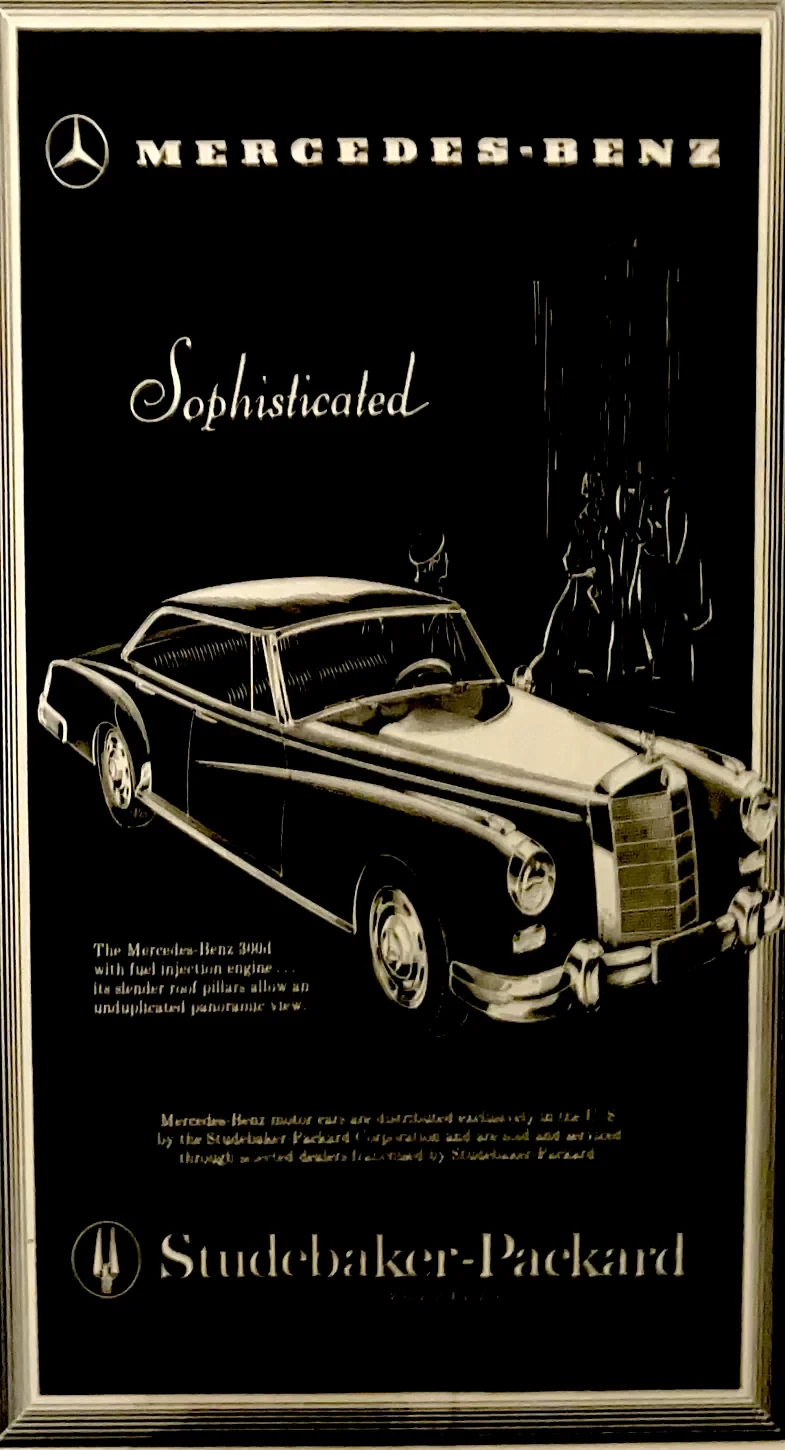 MERCEDES-BENZ
Sophisticated
The Mercedes-Benz 300d
with fuel injection engine ...
its slender roof pillars allow an
unduplicated panoramic view.
Mercedes-Benz motor cars are distributed exclusively in the U. S.
by the Studebaker-Packard Corporation and are sold and serviced
through selected dealers franchised by Studebaker-Packard
Studebaker-Packard